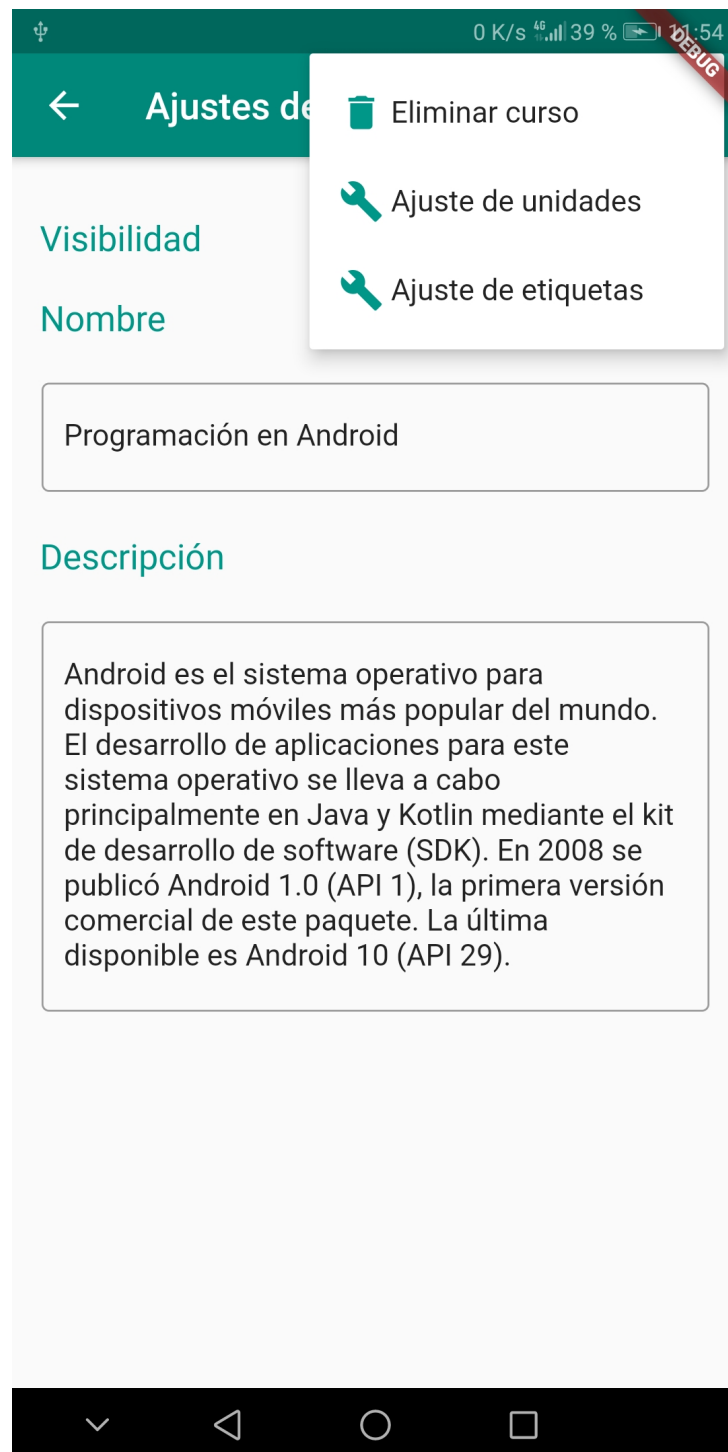 0 K/s 4G 39 % 11:54
DEBUG
Ajustes de
Eliminar curso
Ajuste de unidades
Ajuste de etiquetas
Visibilidad
Nombre
Programación en Android
Descripción
Android es el sistema operativo para
dispositivos móviles más popular del mundo.
El desarrollo de aplicaciones para este
sistema operativo se lleva a cabo
principalmente en Java y Kotlin mediante el kit
de desarrollo de software (SDK). En 2008 se
publicó Android 1.0 (API 1), la primera versión
comercial de este paquete. La última
disponible es Android 10 (API 29).